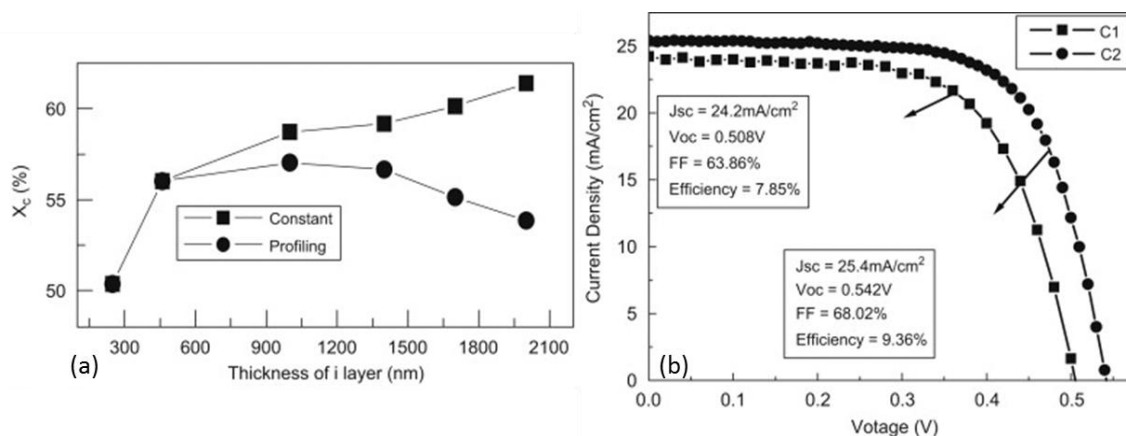 X_c (%)
60
55
50
Constant
Profiling
300 600 900 1200 1500 1800 2100
(a)
Thickness of i layer (nm)
Current Density (mA/cm²)
25
20
15
10
5
0
C1
C2
Jsc = 24.2mA/cm²
Voc = 0.508V
FF = 63.86%
Efficiency = 7.85%
Jsc = 25.4mA/cm²
Voc = 0.542V
FF = 68.02%
Efficiency = 9.36%
(b)
0.0 0.1 0.2 0.3 0.4 0.5
Votage (V)